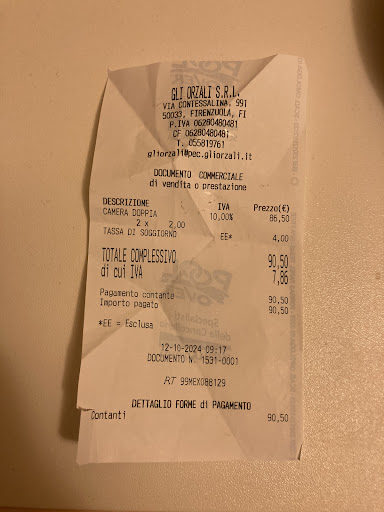 GLI ORZALI S.R.L.
VIA CONTESSALINA, 991
50033, FIRENZUOLA, FI
P.IVA 06280480481
CF 06280480481
T. 055819761
gliorzali@pec.gliorzali.it
DOCUMENTO COMMERCIALE
di vendita o prestazione
DESCRIZIONE IVA Prezzo(€)
CAMERA DOPPIA 10,00% 86,50
2 x 2,00
TASSA DI SOGGIORNO EE* 4,00
TOTALE COMPLESSIVO 90,50
di cui IVA 7,86
Pagamento contante 90,50
Importo pagato 90,50
*EE = Esclusa
12-10-2024 09:17
DOCUMENTO N. 1531-0001
RT 99MEX088129
DETTAGLIO FORME di PAGAMENTO
Contanti 90,50